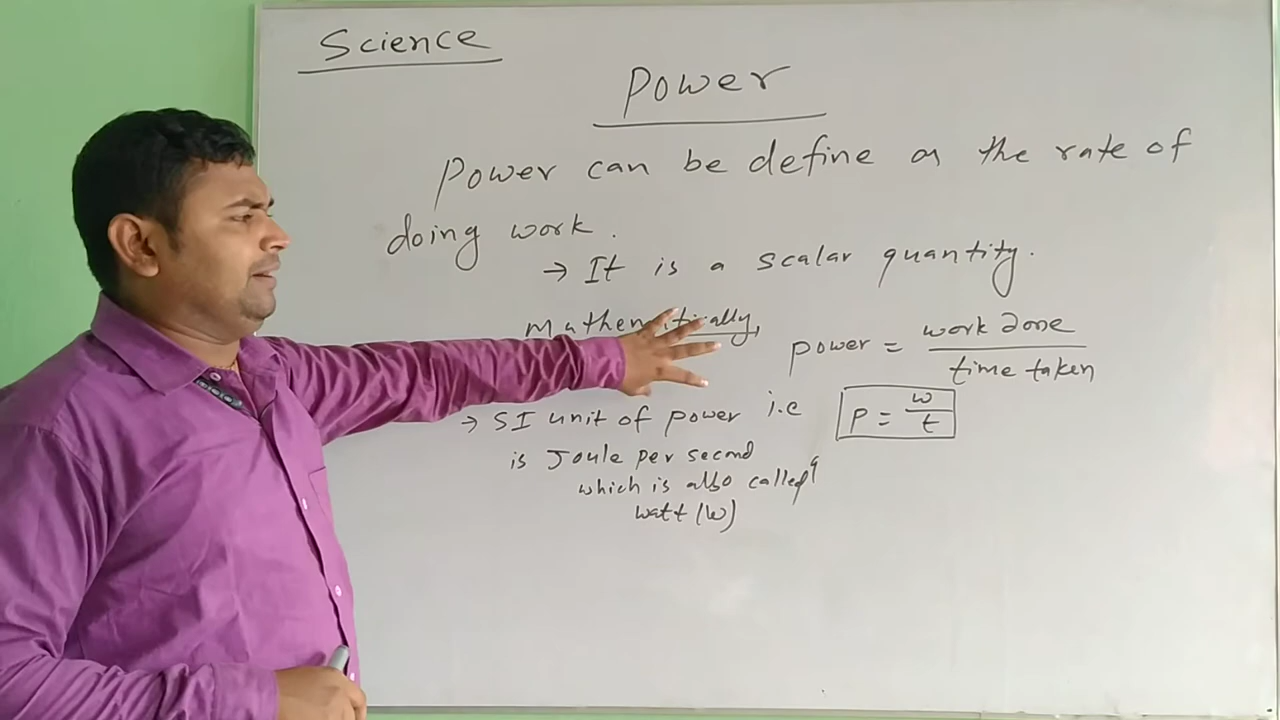 Science
Power
Power can be define as the rate of
doing work.
→ It is a scalar quantity.
Mathematically,
power = work done / time taken
i.e P = w/t
→ SI unit of power
is Joule per second
which is also called
watt (W)